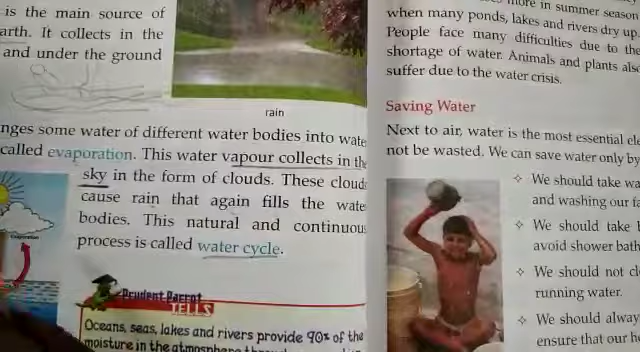 is the main source of
arth. It collects in the
and under the ground
rain
nges some water of different water bodies into wate
called evaporation. This water vapour collects in the
sky in the form of clouds. These cloud
cause rain that again fills the wate
bodies. This natural and continuous
process is called water cycle.
Evaporation
Prudent Parrot
TELLS
Oceans, seas, lakes and rivers provide 90% of the
moisture in the atmosphere
more in summer season
when many ponds, lakes and rivers dry up.
People face many difficulties due to the
shortage of water. Animals and plants also
suffer due to the water crisis.
Saving Water
Next to air, water is the most essential ele
not be wasted. We can save water only by
We should take wa
and washing our fa
We should take b
avoid shower bath
We should not cl
running water.
We should alway
ensure that our h